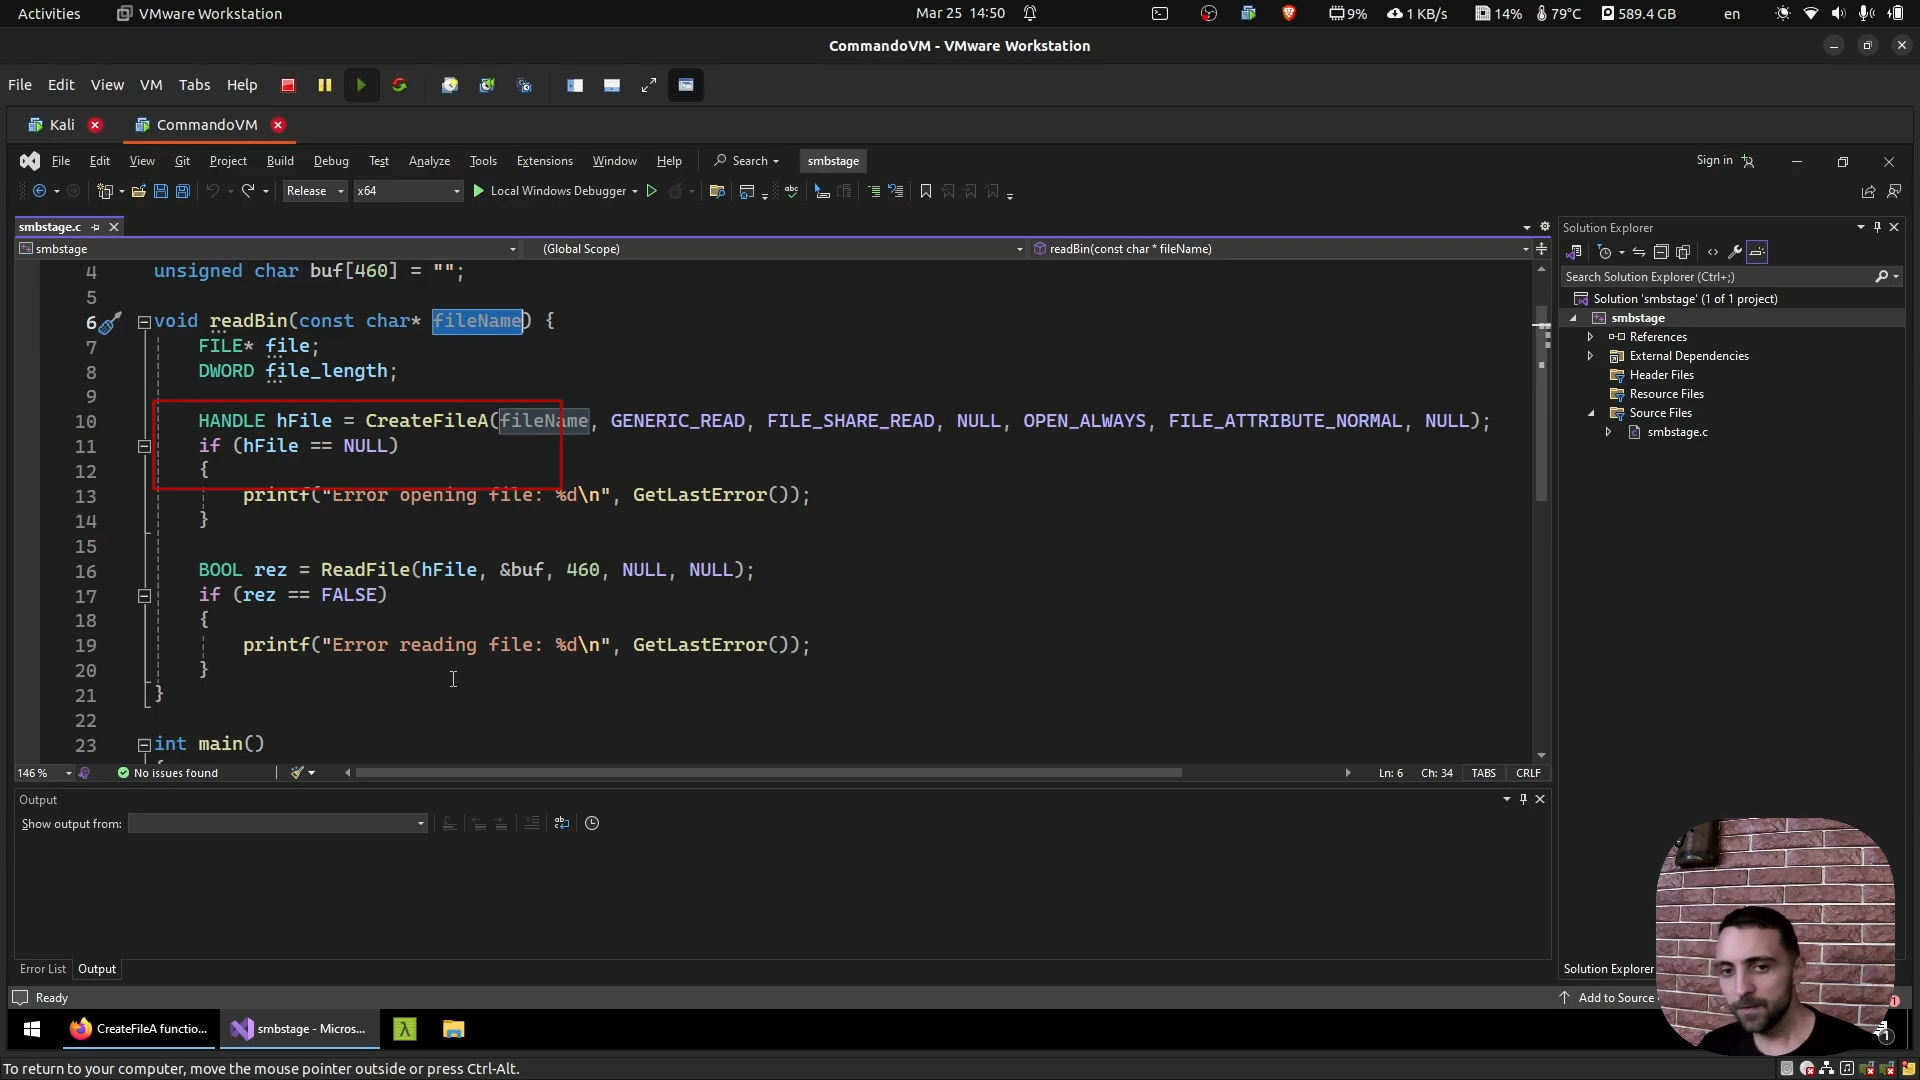 Activities
VMware Workstation
Mar 25 14:50
9%
1 KB/s
14%
79°C
589.4 GB
en
CommandoVM - VMware Workstation
File Edit View VM Tabs Help
Kali
CommandoVM
File Edit View Git Project Build Debug Test Analyze Tools Extensions Window Help Search smbstage
Sign in
Release x64 Local Windows Debugger
smbstage.c
Solution Explorer
smbstage (Global Scope) readBin(const char * fileName)
Search Solution Explorer (Ctrl+;)
Solution 'smbstage' (1 of 1 project)
smbstage
References
External Dependencies
Header Files
Resource Files
Source Files
smbstage.c
4 unsigned char buf[460] = "";
5
6 void readBin(const char* fileName) {
7 FILE* file;
8 DWORD file_length;
9
10 HANDLE hFile = CreateFileA(fileName, GENERIC_READ, FILE_SHARE_READ, NULL, OPEN_ALWAYS, FILE_ATTRIBUTE_NORMAL, NULL);
11 if (hFile == NULL)
12 {
13 printf("Error opening file: %d\n", GetLastError());
14 }
15
16 BOOL rez = ReadFile(hFile, &buf, 460, NULL, NULL);
17 if (rez == FALSE)
18 {
19 printf("Error reading file: %d\n", GetLastError());
20 }
21 }
22
23 int main()
146 % No issues found Ln: 6 Ch: 34 TABS CRLF
Output
Show output from:
Error List Output
Solution Explorer
Ready
Add to Source
1
CreateFileA functio...
smbstage - Micros...
1
To return to your computer, move the mouse pointer outside or press Ctrl-Alt.